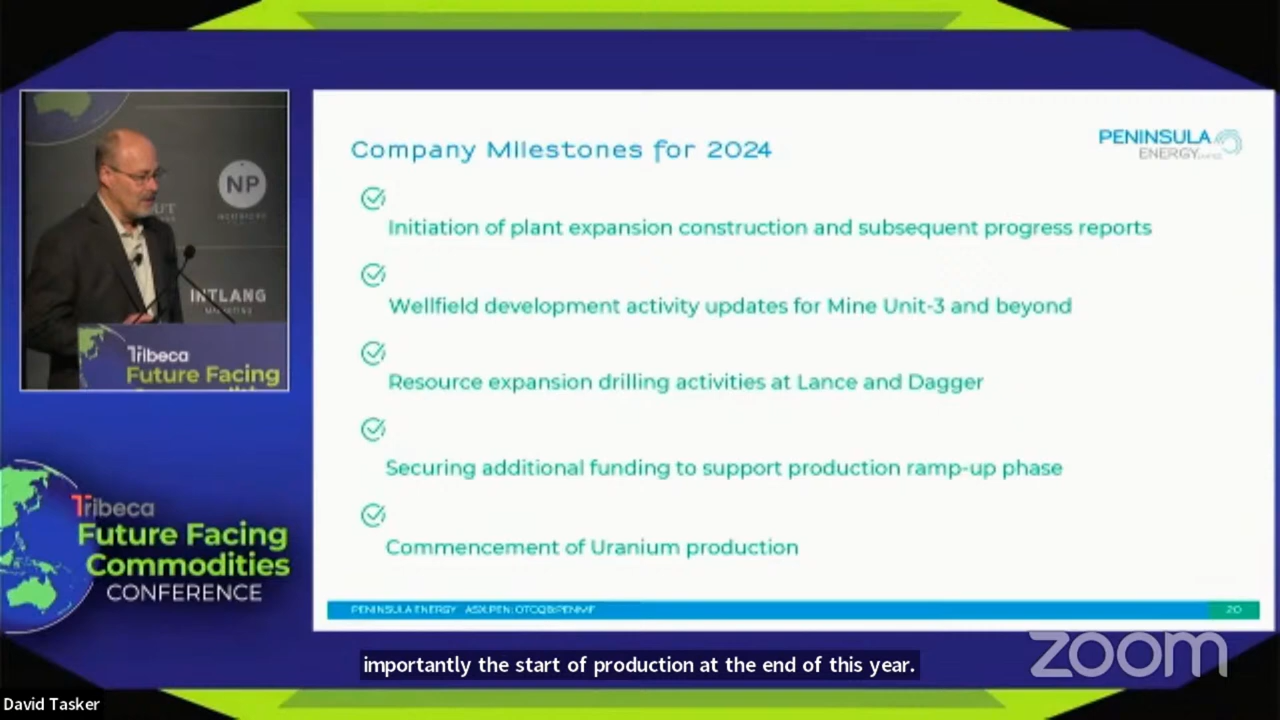 Company Milestones for 2024
PENINSULA
ENERGY
Initiation of plant expansion construction and subsequent progress reports
Wellfield development activity updates for Mine Unit-3 and beyond
Resource expansion drilling activities at Lance and Dagger
Securing additional funding to support production ramp-up phase
Commencement of Uranium production
PENINSULA ENERGY ASX:PEN; OTCQB:PENMF
20
NP
INTLANG
Tribeca
Future Facing
Tribeca
Future Facing
Commodities
CONFERENCE
zoom
importantly the start of production at the end of this year.
David Tasker